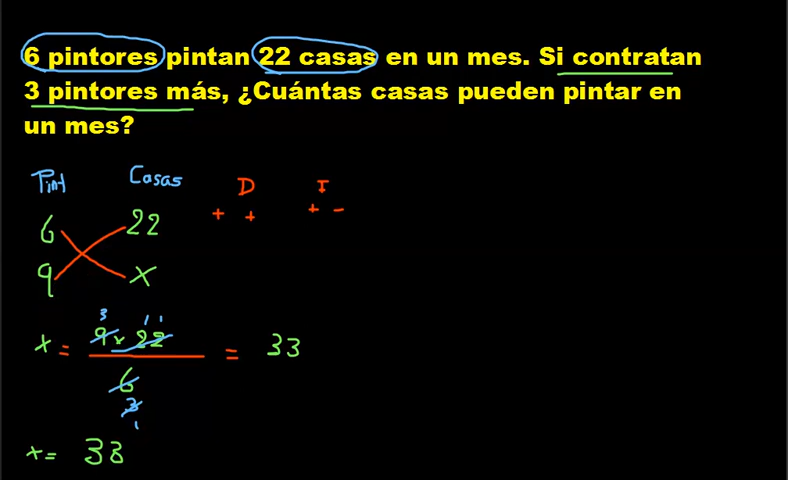 6 pintores pintan 22 casas en un mes. Si contratan
3 pintores más, ¿Cuántas casas pueden pintar en
un mes?
Pint Casas D I
+ + + -
6 22
9 x
3 11
x = 9 x 22 = 33
6
3
1
x = 33